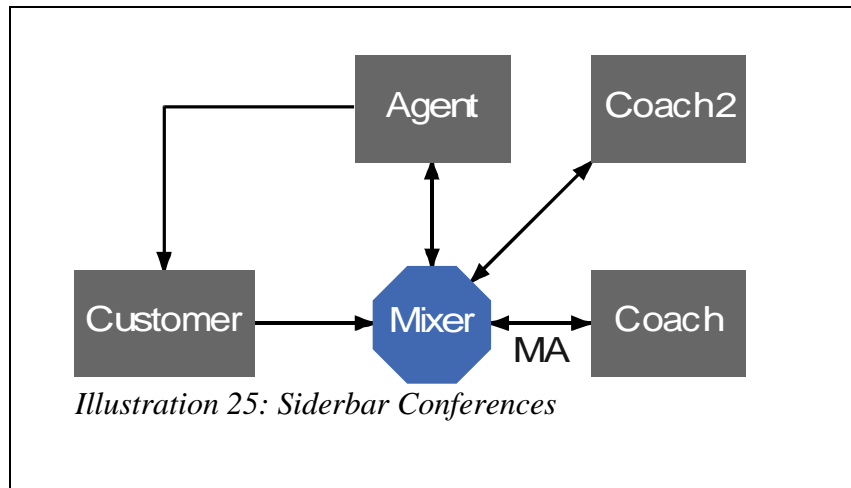 Agent
Coach2
Customer
Mixer
Coach
MA
Illustration 25: Siderbar Conferences